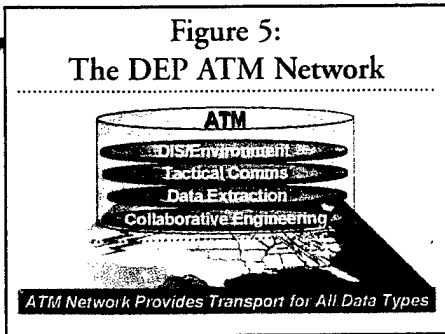 Figure 5:
The DEP ATM Network
ATM
DIS/Environment
Tactical Comms
Data Extraction
Collaborative Engineering
ATM Network Provides Transport for All Data Types